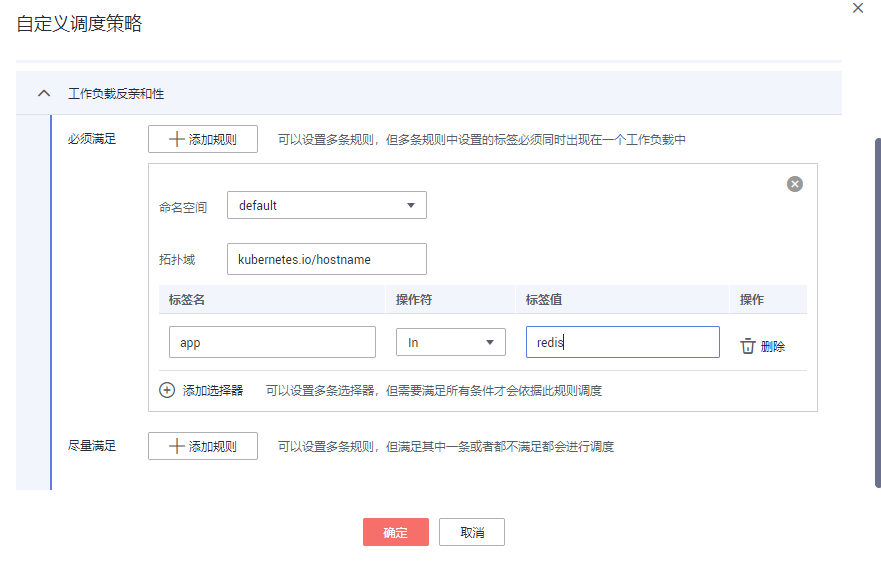 自定义调度策略
工作负载反亲和性
必须满足 添加规则 可以设置多条规则，但多条规则中设置的标签必须同时出现在一个工作负载中
命名空间 default
拓扑域 kubernetes.io/hostname
标签名 操作符 标签值 操作
app In redis 删除
添加选择器 可以设置多条选择器，但需要满足所有条件才会依据此规则调度
尽量满足 添加规则 可以设置多条规则，但满足其中一条或者都不满足都会进行调度
确定 取消